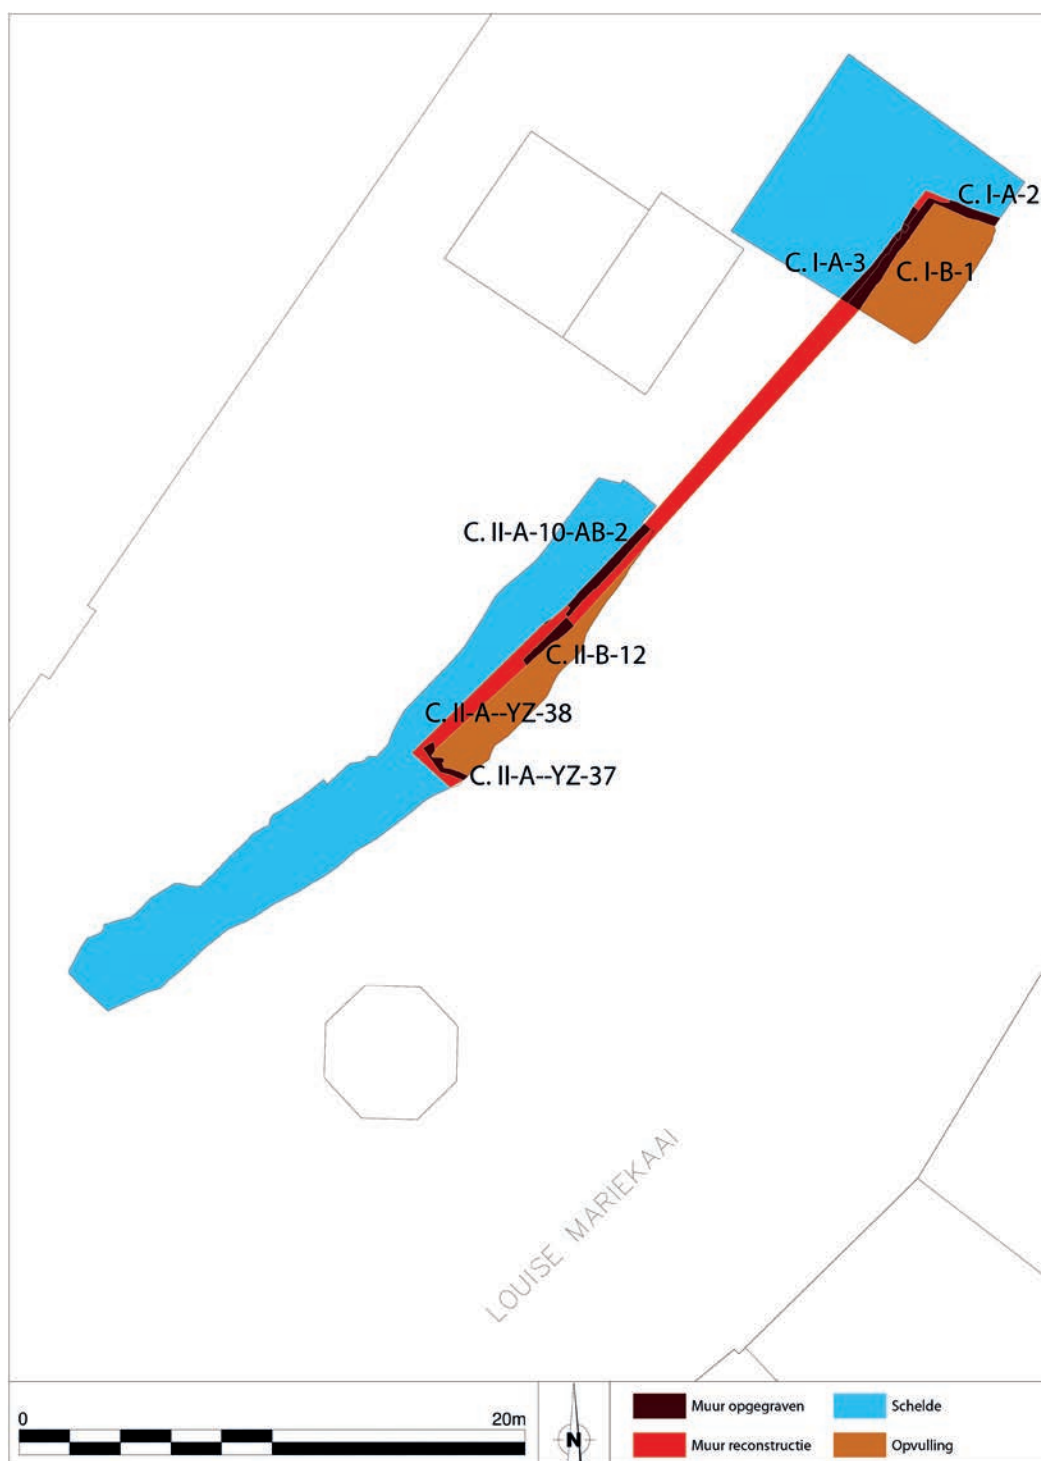 C. I-A-2
C. I-A-3
C. I-B-1
C. II-A-10-AB-2
C. II-B-12
C. II-A--YZ-38
C. II-A--YZ-37
LOUISE MARIEKAAI
0
20m
N
Muur opgegraven
Schelde
Muur reconstructie
Opvulling